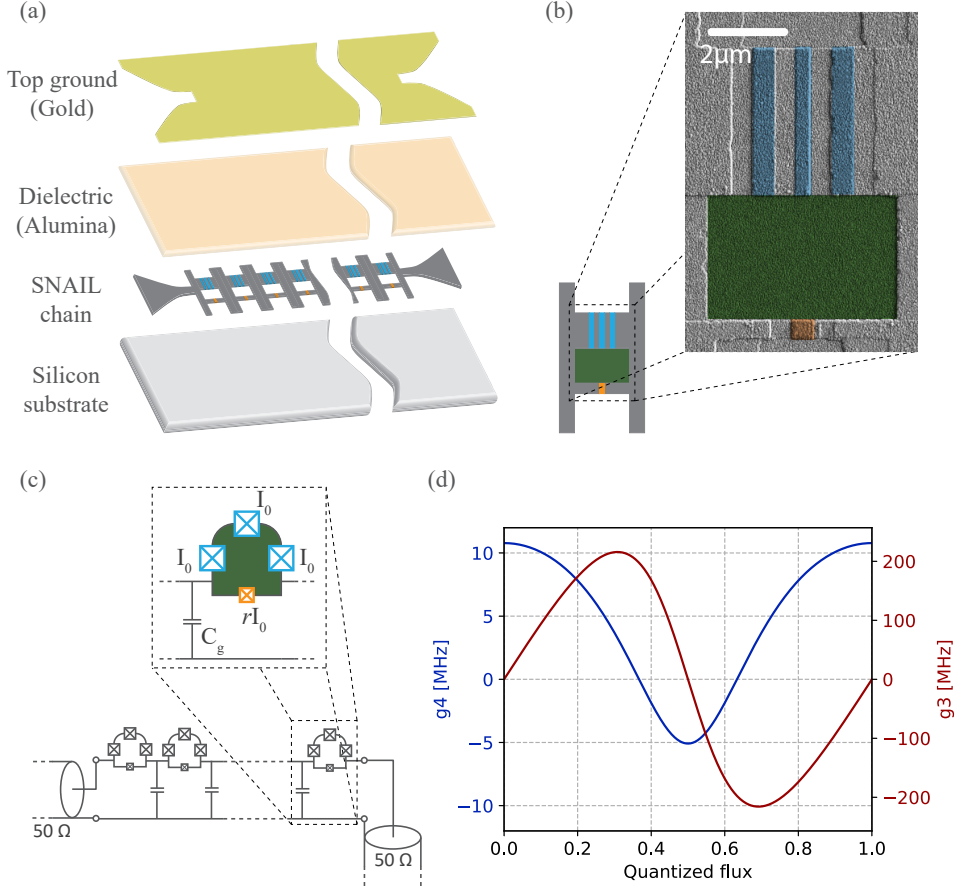 (a)
Top ground
(Gold)
Dielectric
(Alumina)
SNAIL
chain
Silicon
substrate
(b)
2μm
(c)
I₀
I₀
I₀
rI₀
C_g
50 Ω
50 Ω
(d)
g4 [MHz]
10
5
0
−5
−10
200
100
0
−100
−200
g3 [MHz]
0.0 0.2 0.4 0.6 0.8 1.0
Quantized flux